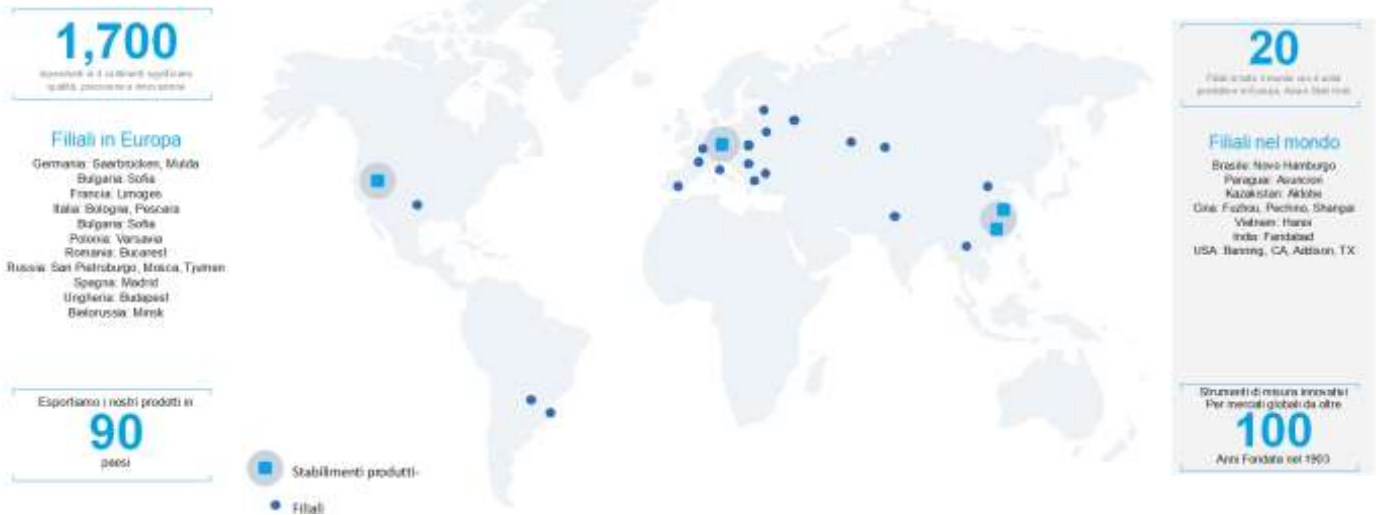 1,700
Filiali in Europa
Germania: Saarbrücken, Mulda
Bulgaria: Sofia
Francia: Limoges
Italia: Bologna, Pescara
Bulgaria: Sofia
Polonia: Varsavia
Romania: Bucarest
Russia: San Pietroburgo, Mosca, Tjumen
Spagna: Madrid
Ungheria: Budapest
Bielorussia: Minsk
Esportiamo i nostri prodotti in
90
paesi
Stabilimenti produtti-
Filiali
20
Filiali nel mondo
Brasile: Novo Hamburgo
Paraguai: Asuncion
Kazakistan: Aktobe
Cina: Fuzhou, Pechino, Shangai
Vietnam: Hanoi
India: Faridabad
USA: Banning, CA, Addison, TX
Strumenti di misura innovativi
Per mercati globali da oltre
100
Anni Fondata nel 1903